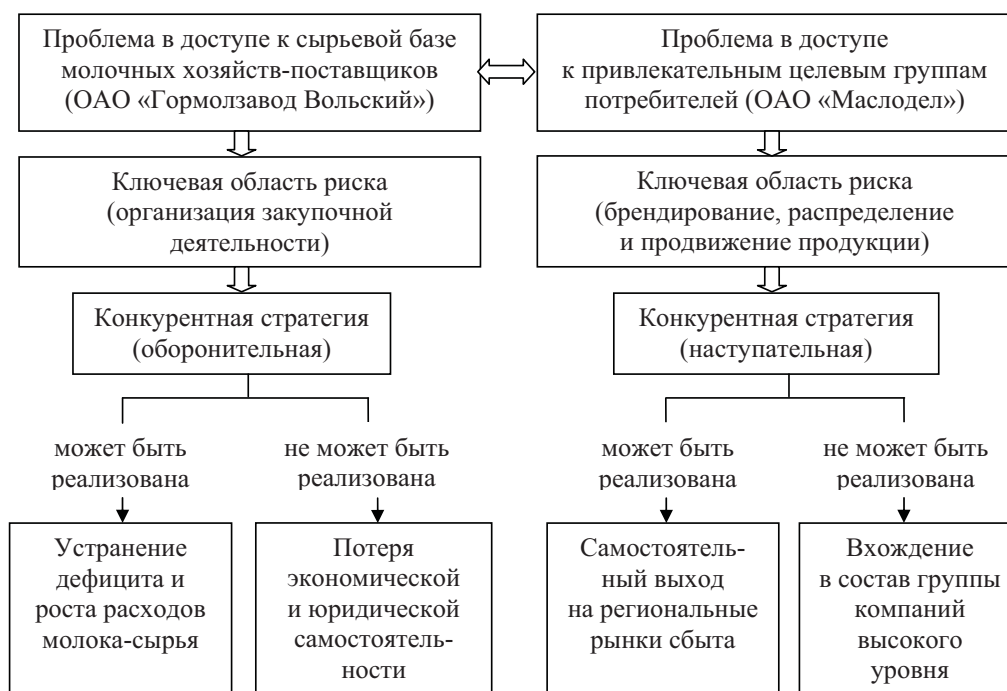 Проблема в доступе к сырьевой базе
молочных хозяйств-поставщиков
(ОАО «Гормолзавод Вольский»)
Проблема в доступе
к привлекательным целевым группам
потребителей (ОАО «Маслодел»)
Ключевая область риска
(организация закупочной
деятельности)
Ключевая область риска
(брендирование, распределение
и продвижение продукции)
Конкурентная стратегия
(оборонительная)
Конкурентная стратегия
(наступательная)
может быть
реализована
не может быть
реализована
может быть
реализована
не может быть
реализована
Устранение
дефицита и
роста расходов
молока-сырья
Потеря
экономической
и юридической
самостоятель-
ности
Самостоятель-
ный выход
на региональные
рынки сбыта
Вхождение
в состав группы
компаний
высокого
уровня